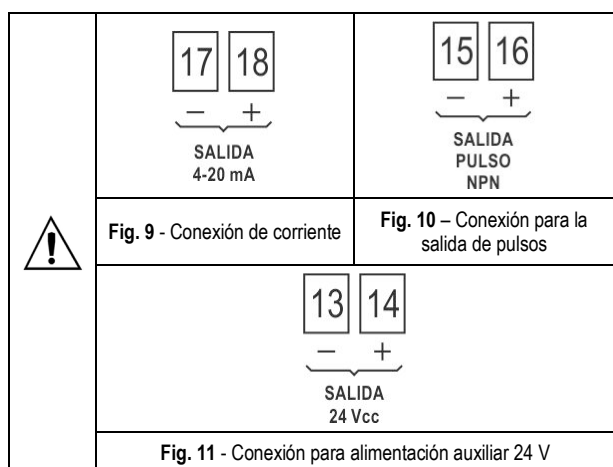 17 18
– +
SALIDA
4-20 mA
Fig. 9 - Conexión de corriente
15 16
– +
SALIDA
PULSO
NPN
Fig. 10 – Conexión para la
salida de pulsos
13 14
– +
SALIDA
24 Vcc
Fig. 11 - Conexión para alimentación auxiliar 24 V